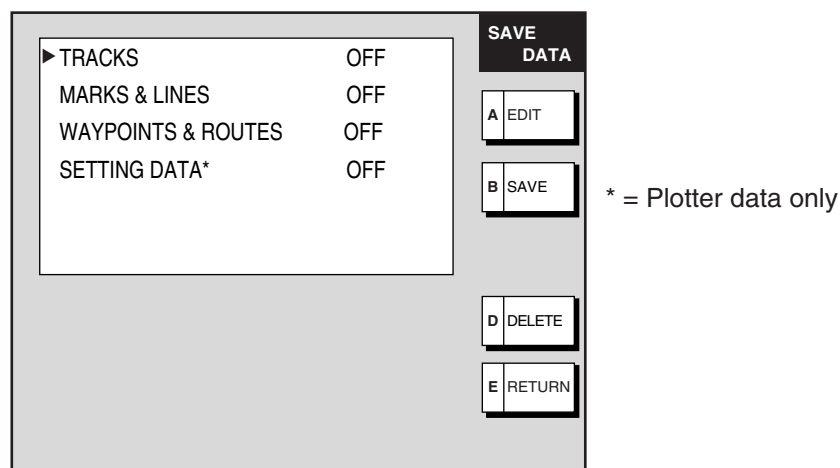 ▶TRACKS OFF
MARKS & LINES OFF
WAYPOINTS & ROUTES OFF
SETTING DATA* OFF
SAVE
DATA
A EDIT
B SAVE
D DELETE
E RETURN
* = Plotter data only